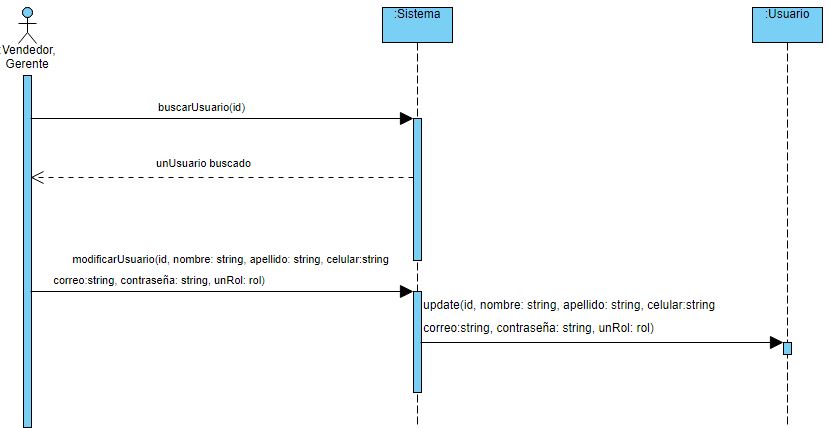 :Sistema
:Usuario
:Vendedor,
Gerente
buscarUsuario(id)
unUsuario buscado
modificarUsuario(id, nombre: string, apellido: string, celular:string
correo:string, contraseña: string, unRol: rol)
update(id, nombre: string, apellido: string, celular:string
correo:string, contraseña: string, unRol: rol)